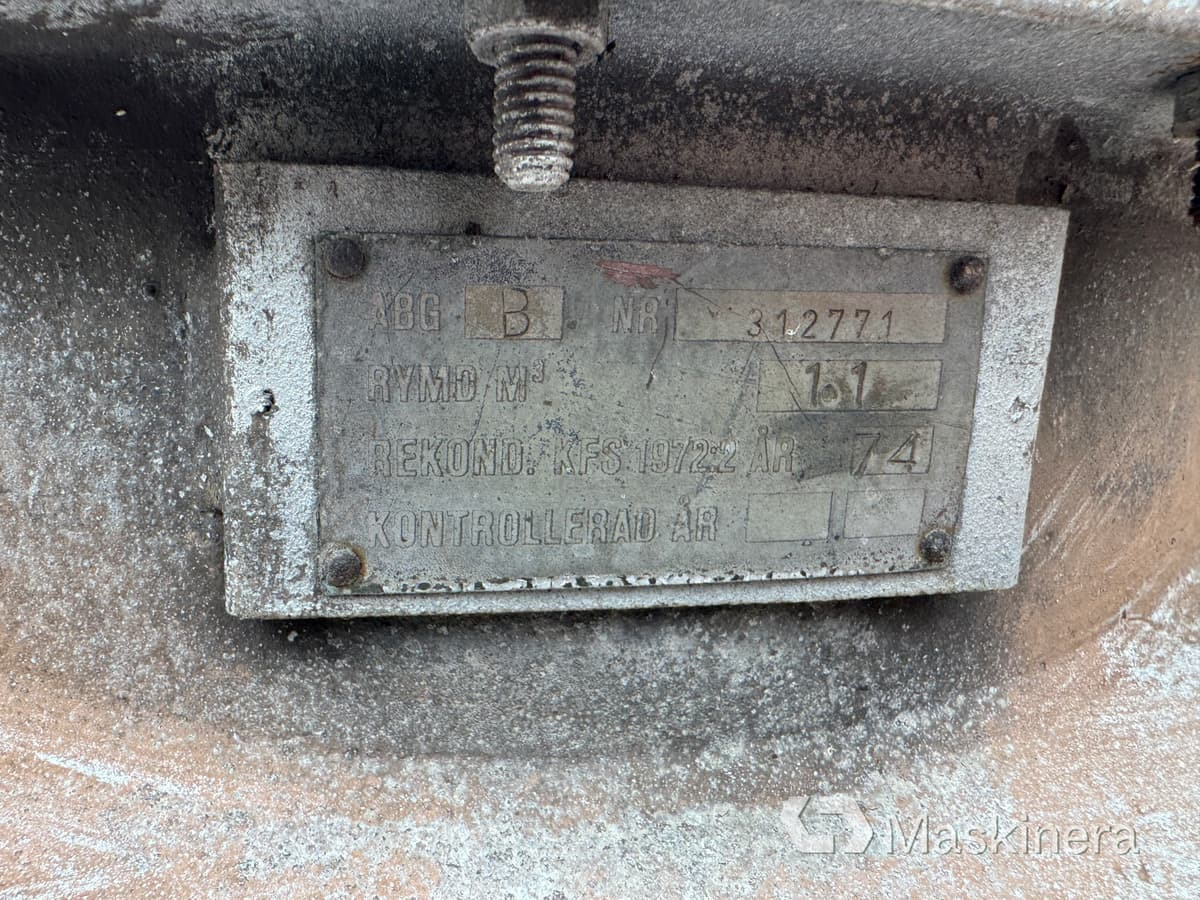 ABG B NR 312771
RYMD M³ 1.1
REKOND. KFS 1972:2 ÅR 74
KONTROLLERAD ÅR
Maskinera